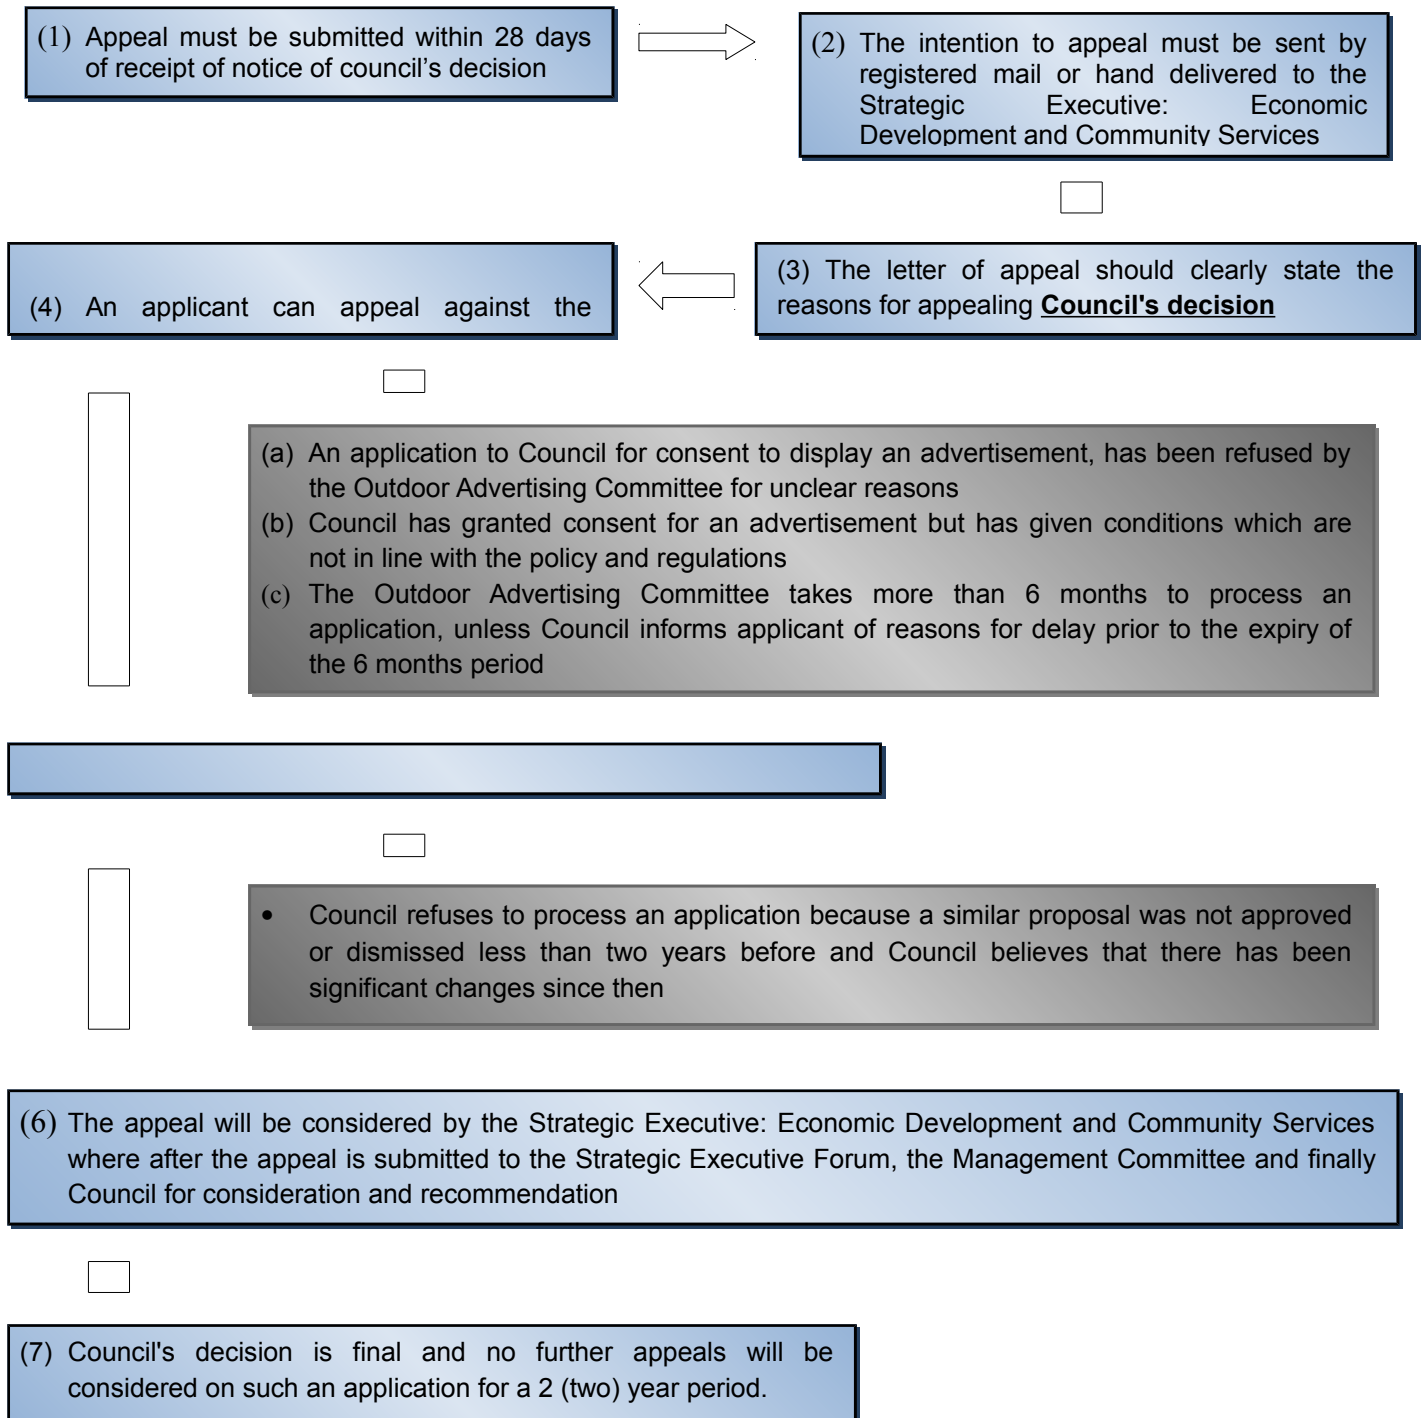 (1) Appeal must be submitted within 28 days
of receipt of notice of council’s decision
(2) The intention to appeal must be sent by
registered mail or hand delivered to the
Strategic Executive: Economic
Development and Community Services
(3) The letter of appeal should clearly state the
reasons for appealing Council's decision
(4) An applicant can appeal against the
(a) An application to Council for consent to display an advertisement, has been refused by
the Outdoor Advertising Committee for unclear reasons
(b) Council has granted consent for an advertisement but has given conditions which are
not in line with the policy and regulations
(c) The Outdoor Advertising Committee takes more than 6 months to process an
application, unless Council informs applicant of reasons for delay prior to the expiry of
the 6 months period
• Council refuses to process an application because a similar proposal was not approved
or dismissed less than two years before and Council believes that there has been
significant changes since then
(6) The appeal will be considered by the Strategic Executive: Economic Development and Community Services
where after the appeal is submitted to the Strategic Executive Forum, the Management Committee and finally
Council for consideration and recommendation
(7) Council's decision is final and no further appeals will be
considered on such an application for a 2 (two) year period.